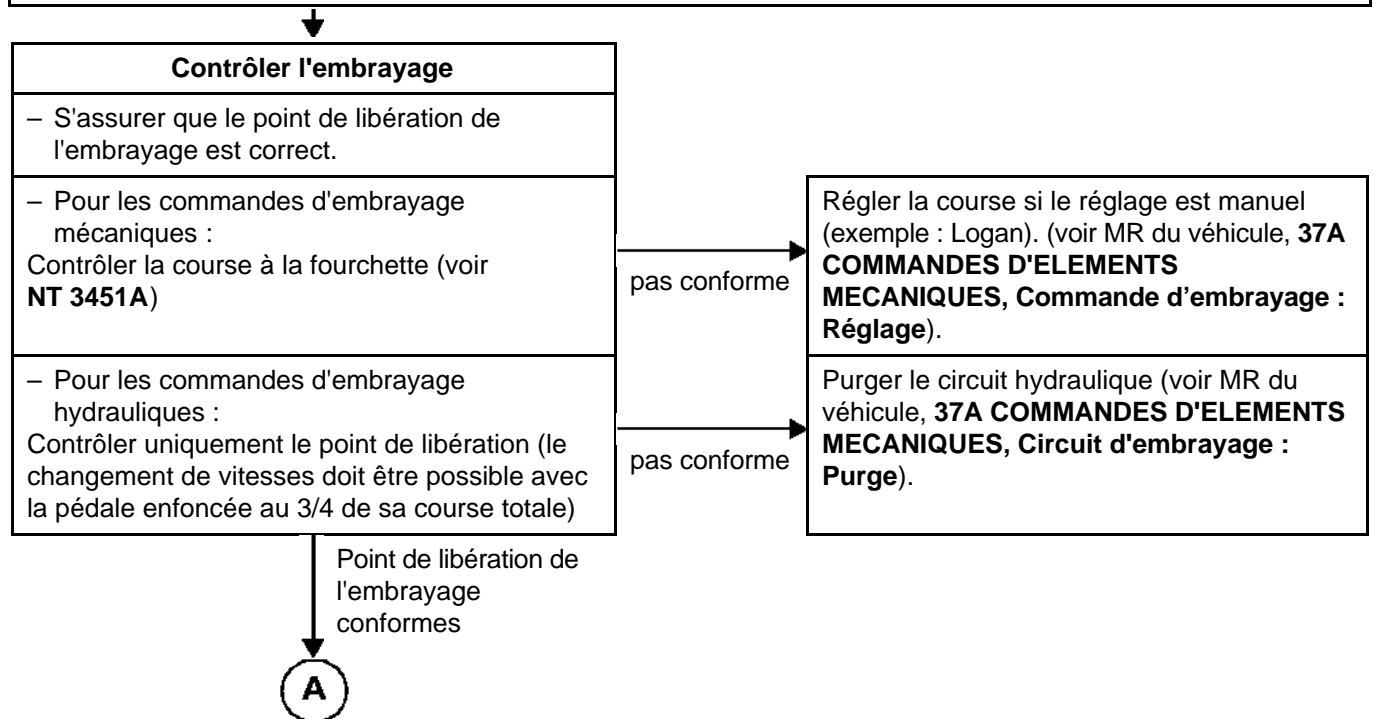 Contrôler l'embrayage
– S'assurer que le point de libération de
l'embrayage est correct.
– Pour les commandes d'embrayage
mécaniques :
Contrôler la course à la fourchette (voir
NT 3451A)
pas conforme
Régler la course si le réglage est manuel
(exemple : Logan). (voir MR du véhicule, 37A
COMMANDES D'ELEMENTS
MECANIQUES, Commande d’embrayage :
Réglage).
– Pour les commandes d'embrayage
hydrauliques :
Contrôler uniquement le point de libération (le
changement de vitesses doit être possible avec
la pédale enfoncée au 3/4 de sa course totale)
pas conforme
Purger le circuit hydraulique (voir MR du
véhicule, 37A COMMANDES D'ELEMENTS
MECANIQUES, Circuit d'embrayage :
Purge).
Point de libération de
l'embrayage
conformes
A